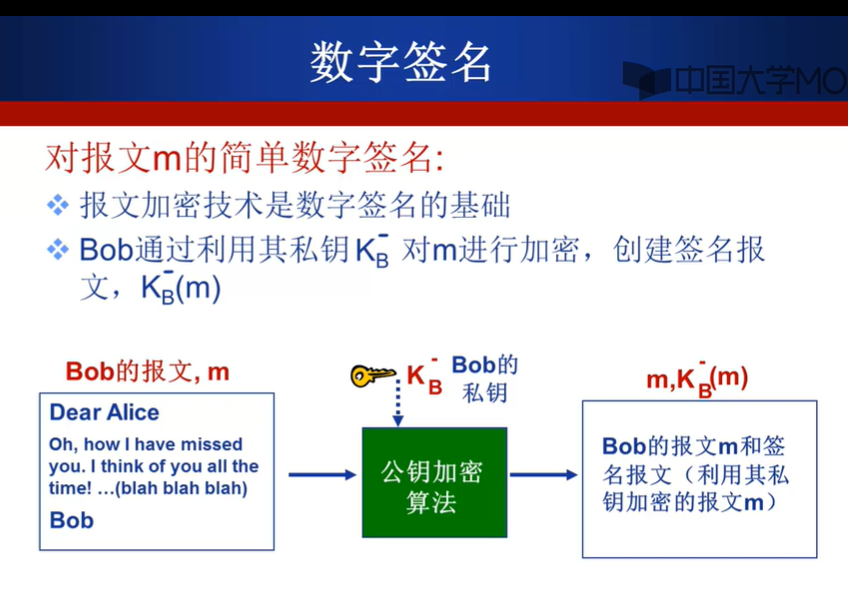 数字签名
中国大学MO
对报文m的简单数字签名:
报文加密技术是数字签名的基础
Bob通过利用其私钥K_B^- 对m进行加密，创建签名报
文，K_B^-(m)
Bob的报文, m
Dear Alice
Oh, how I have missed
you. I think of you all the
time! …(blah blah blah)
Bob
K_B^-
Bob的
私钥
公钥加密
算法
m,K_B^-(m)
Bob的报文m和签
名报文（利用其私
钥加密的报文m）